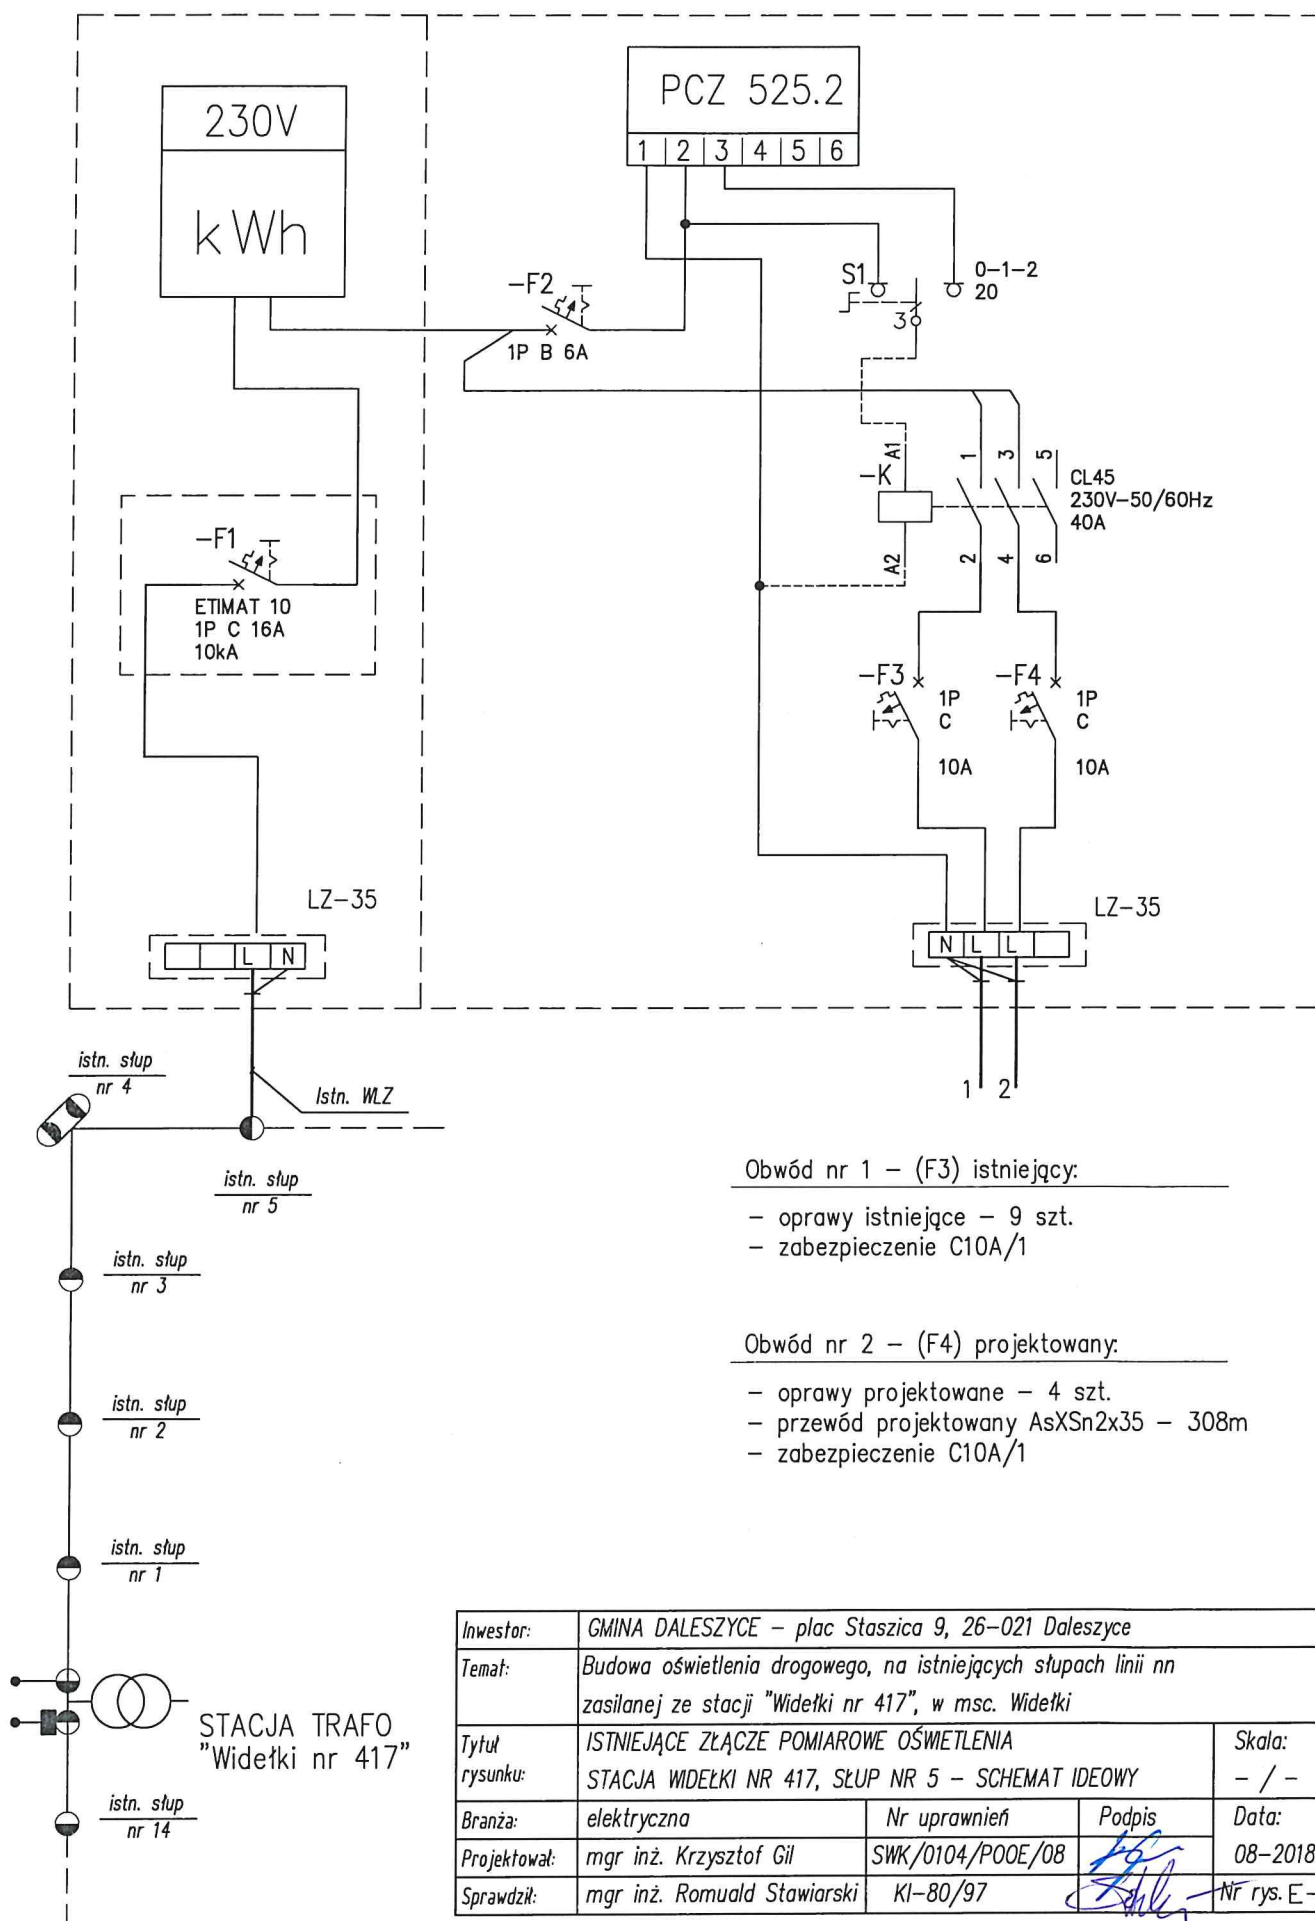 230V
kWh
PCZ 525.2
1 2 3 4 5 6
-F2
1P B 6A
S1
3
0-1-2
20
-F1
ETIMAT 10
1P C 16A
10kA
-K
A1
A2
1 3 5
2 4 6
CL45
230V-50/60Hz
40A
-F3
1P
C
10A
-F4
1P
C
10A
LZ-35
L N
LZ-35
N L L
1 2
istn. słup
nr 4
Istn. WLZ
istn. słup
nr 5
istn. słup
nr 3
istn. słup
nr 2
istn. słup
nr 1
STACJA TRAFO
"Widełki nr 417"
istn. słup
nr 14
Obwód nr 1 – (F3) istniejący:
– oprawy istniejące – 9 szt.
– zabezpieczenie C10A/1
Obwód nr 2 – (F4) projektowany:
– oprawy projektowane – 4 szt.
– przewód projektowany AsXSn2x35 – 308m
– zabezpieczenie C10A/1
Inwestor: GMINA DALESZYCE – plac Staszica 9, 26-021 Daleszyce
Temat: Budowa oświetlenia drogowego, na istniejących słupach linii nn
zasilanej ze stacji "Widełki nr 417", w msc. Widełki
Tytuł rysunku: ISTNIEJĄCE ZŁĄCZE POMIAROWE OŚWIETLENIA
STACJA WIDEŁKI NR 417, SŁUP NR 5 – SCHEMAT IDEOWY
Skala:
– / –
Branża: elektryczna Nr uprawnień Podpis Data:
Projektował: mgr inż. Krzysztof Gil SWK/0104/POOE/08 08-2018
Sprawdził: mgr inż. Romuald Stawiarski KI-80/97 Nr rys. E-